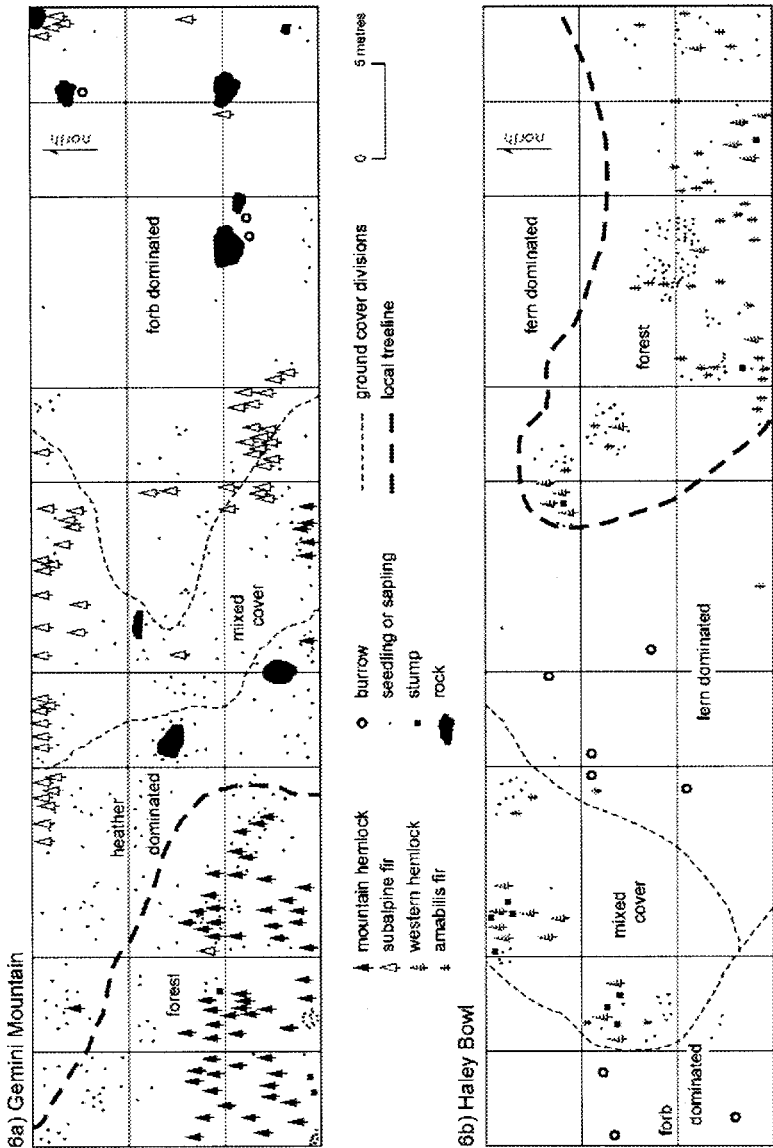 6a) Gemini Mountain
forest
heather
dominated
mixed
cover
forb dominated
north
mountain hemlock
subalpine fir
western hemlock
amabilis fir
burrow
seedling or sapling
stump
rock
ground cover divisions
local treeline
0 5 metres
6b) Haley Bowl
forb
dominated
mixed
cover
fern dominated
forest
fern dominated
north